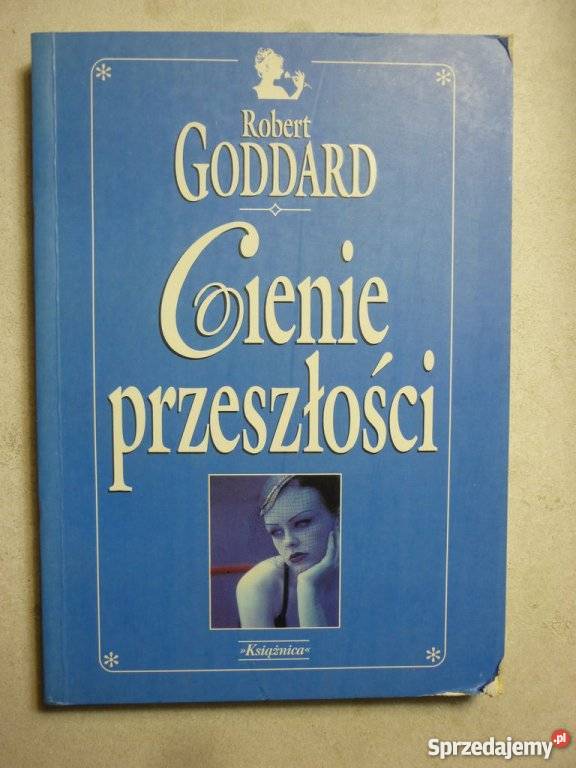 Robert
GODDARD
Cienie
przeszłości
»Książnica«
Sprzedajemy.pl